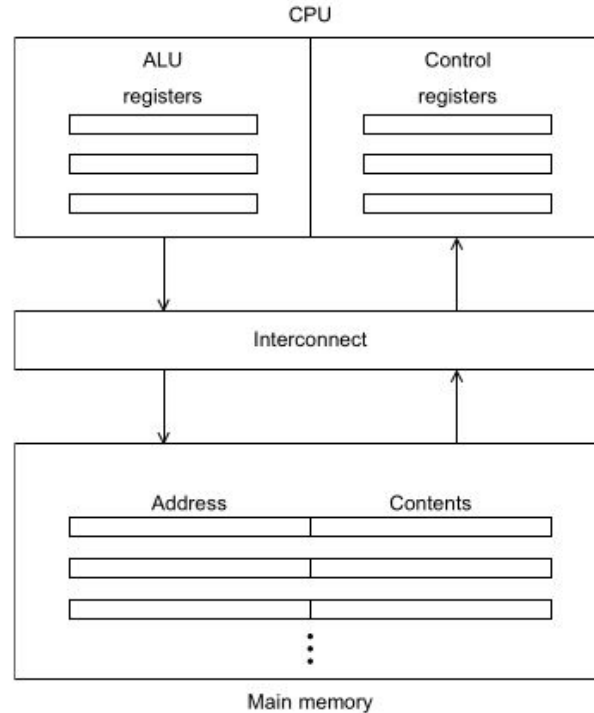 CPU
ALU
Control
registers
registers
Interconnect
Address
Contents
Main memory